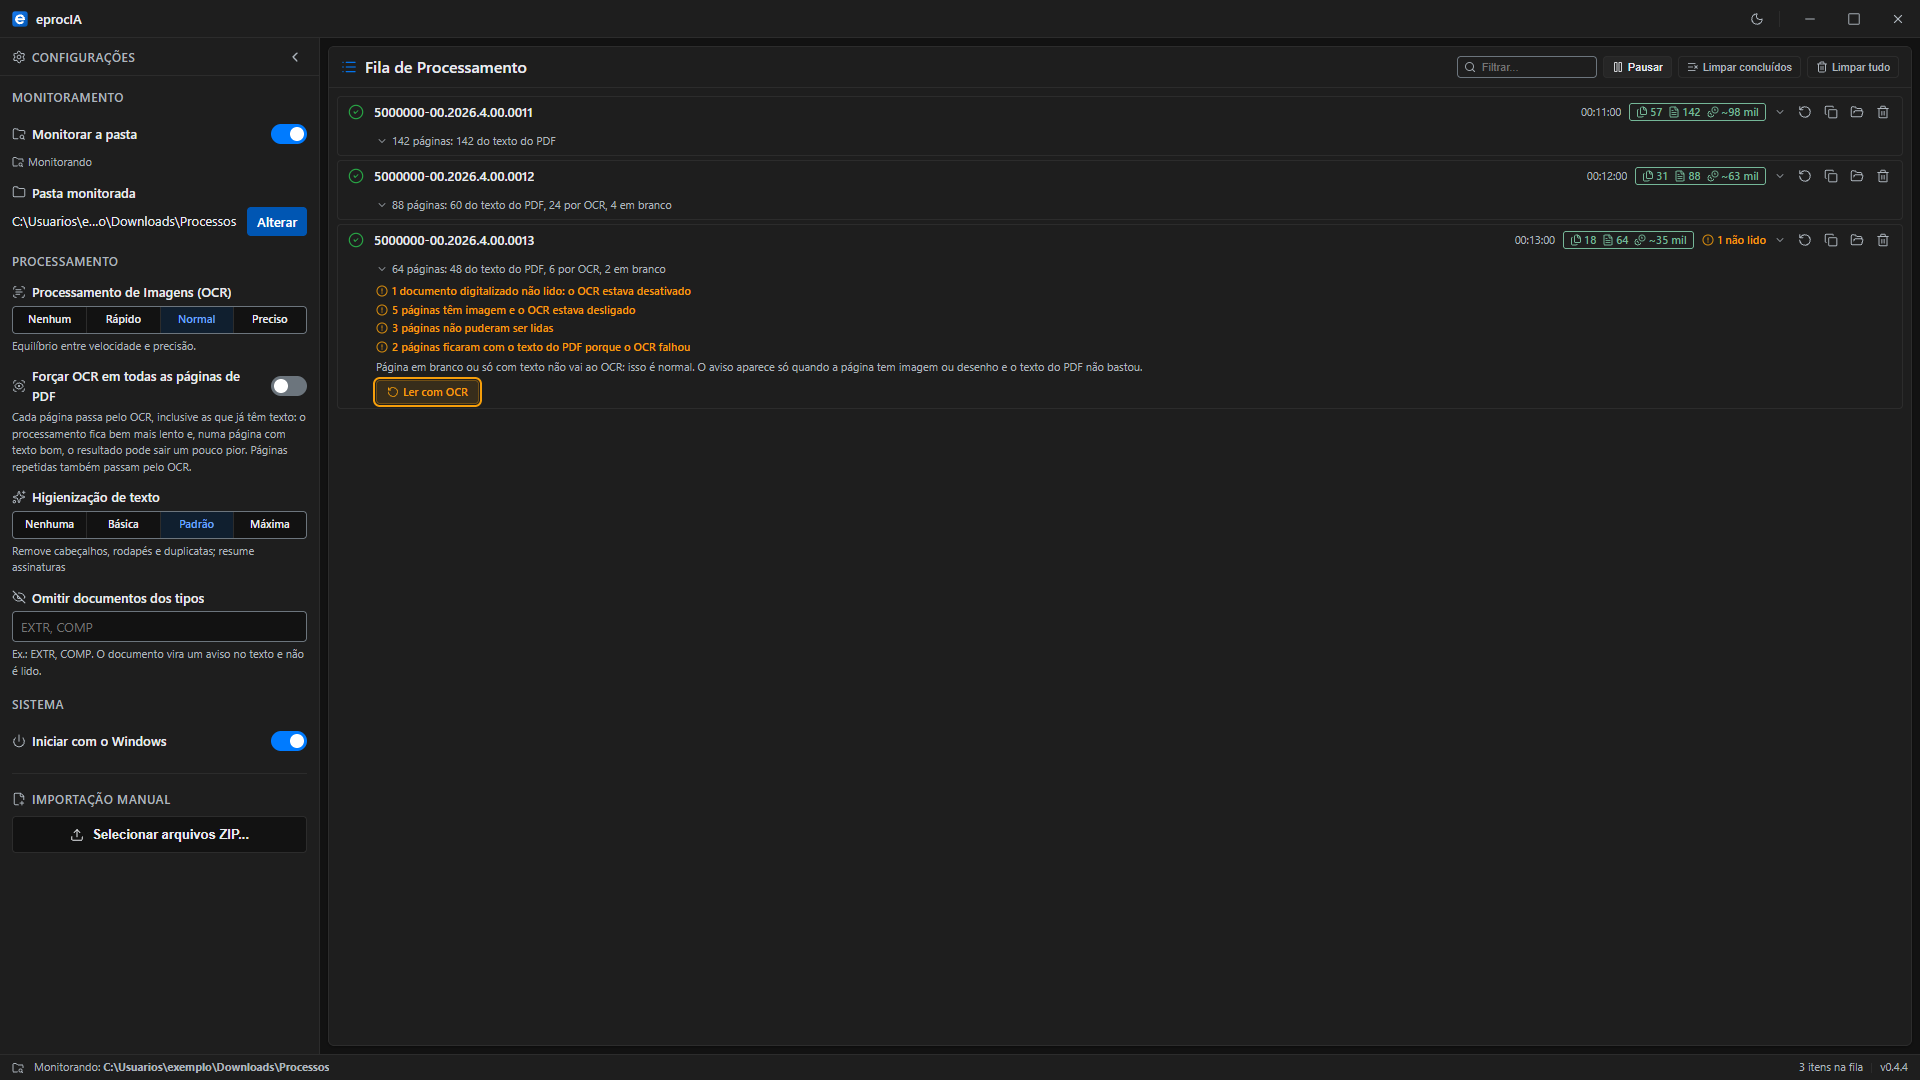 eprocIA
CONFIGURAÇÕES
MONITORAMENTO
Monitorar a pasta
Monitorando
Pasta monitorada
C:\Usuarios\e...o\Downloads\Processos
Alterar
PROCESSAMENTO
Processamento de Imagens (OCR)
Nenhum Rápido Normal Preciso
Equilíbrio entre velocidade e precisão.
Forçar OCR em todas as páginas de
PDF
Cada página passa pelo OCR, inclusive as que já têm texto: o
processamento fica bem mais lento e, numa página com
texto bom, o resultado pode sair um pouco pior. Páginas
repetidas também passam pelo OCR.
Higienização de texto
Nenhuma Básica Padrão Máxima
Remove cabeçalhos, rodapés e duplicatas; resume
assinaturas
Omitir documentos dos tipos
EXTR, COMP
Ex.: EXTR, COMP. O documento vira um aviso no texto e não
é lido.
SISTEMA
Iniciar com o Windows
IMPORTAÇÃO MANUAL
Selecionar arquivos ZIP...
Fila de Processamento
Filtrar... Pausar Limpar concluídos Limpar tudo
5000000-00.2026.4.00.0011 00:11:00 57 142 ~98 mil
142 páginas: 142 do texto do PDF
5000000-00.2026.4.00.0012 00:12:00 31 88 ~63 mil
88 páginas: 60 do texto do PDF, 24 por OCR, 4 em branco
5000000-00.2026.4.00.0013 00:13:00 18 64 ~35 mil 1 não lido
64 páginas: 48 do texto do PDF, 6 por OCR, 2 em branco
1 documento digitalizado não lido: o OCR estava desativado
5 páginas têm imagem e o OCR estava desligado
3 páginas não puderam ser lidas
2 páginas ficaram com o texto do PDF porque o OCR falhou
Página em branco ou só com texto não vai ao OCR: isso é normal. O aviso aparece só quando a página tem imagem ou desenho e o texto do PDF não bastou.
Ler com OCR
Monitorando: C:\Usuarios\exemplo\Downloads\Processos
3 itens na fila v0.4.4